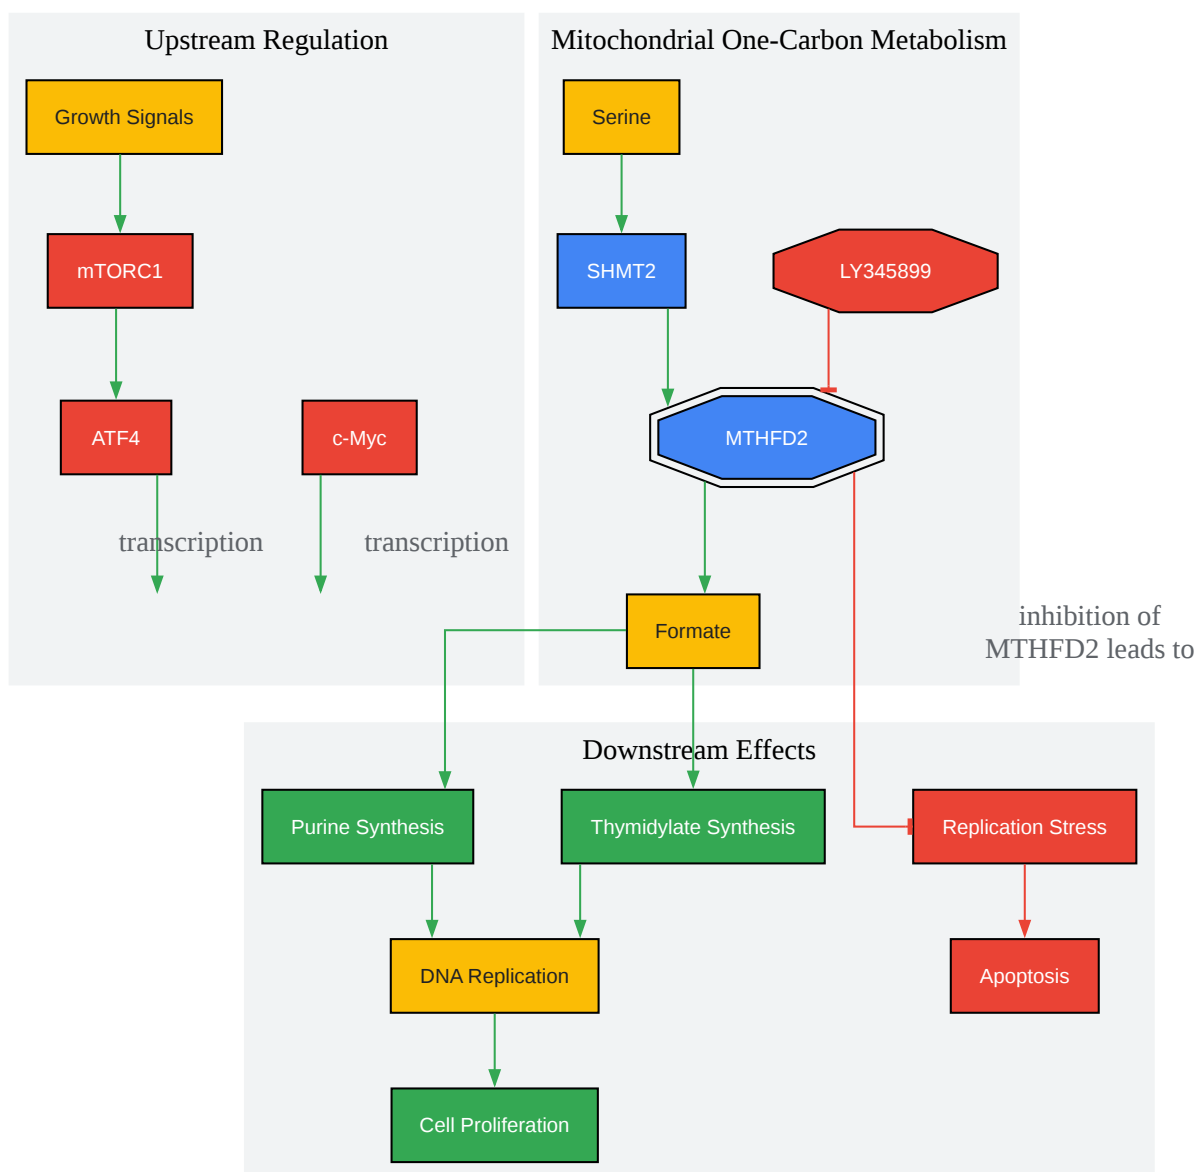 Upstream Regulation
Growth Signals
mTORC1
ATF4
c-Myc
transcription
transcription
Mitochondrial One-Carbon Metabolism
Serine
SHMT2
LY345899
MTHFD2
Formate
inhibition of
MTHFD2 leads to
Downstream Effects
Purine Synthesis
Thymidylate Synthesis
Replication Stress
DNA Replication
Apoptosis
Cell Proliferation